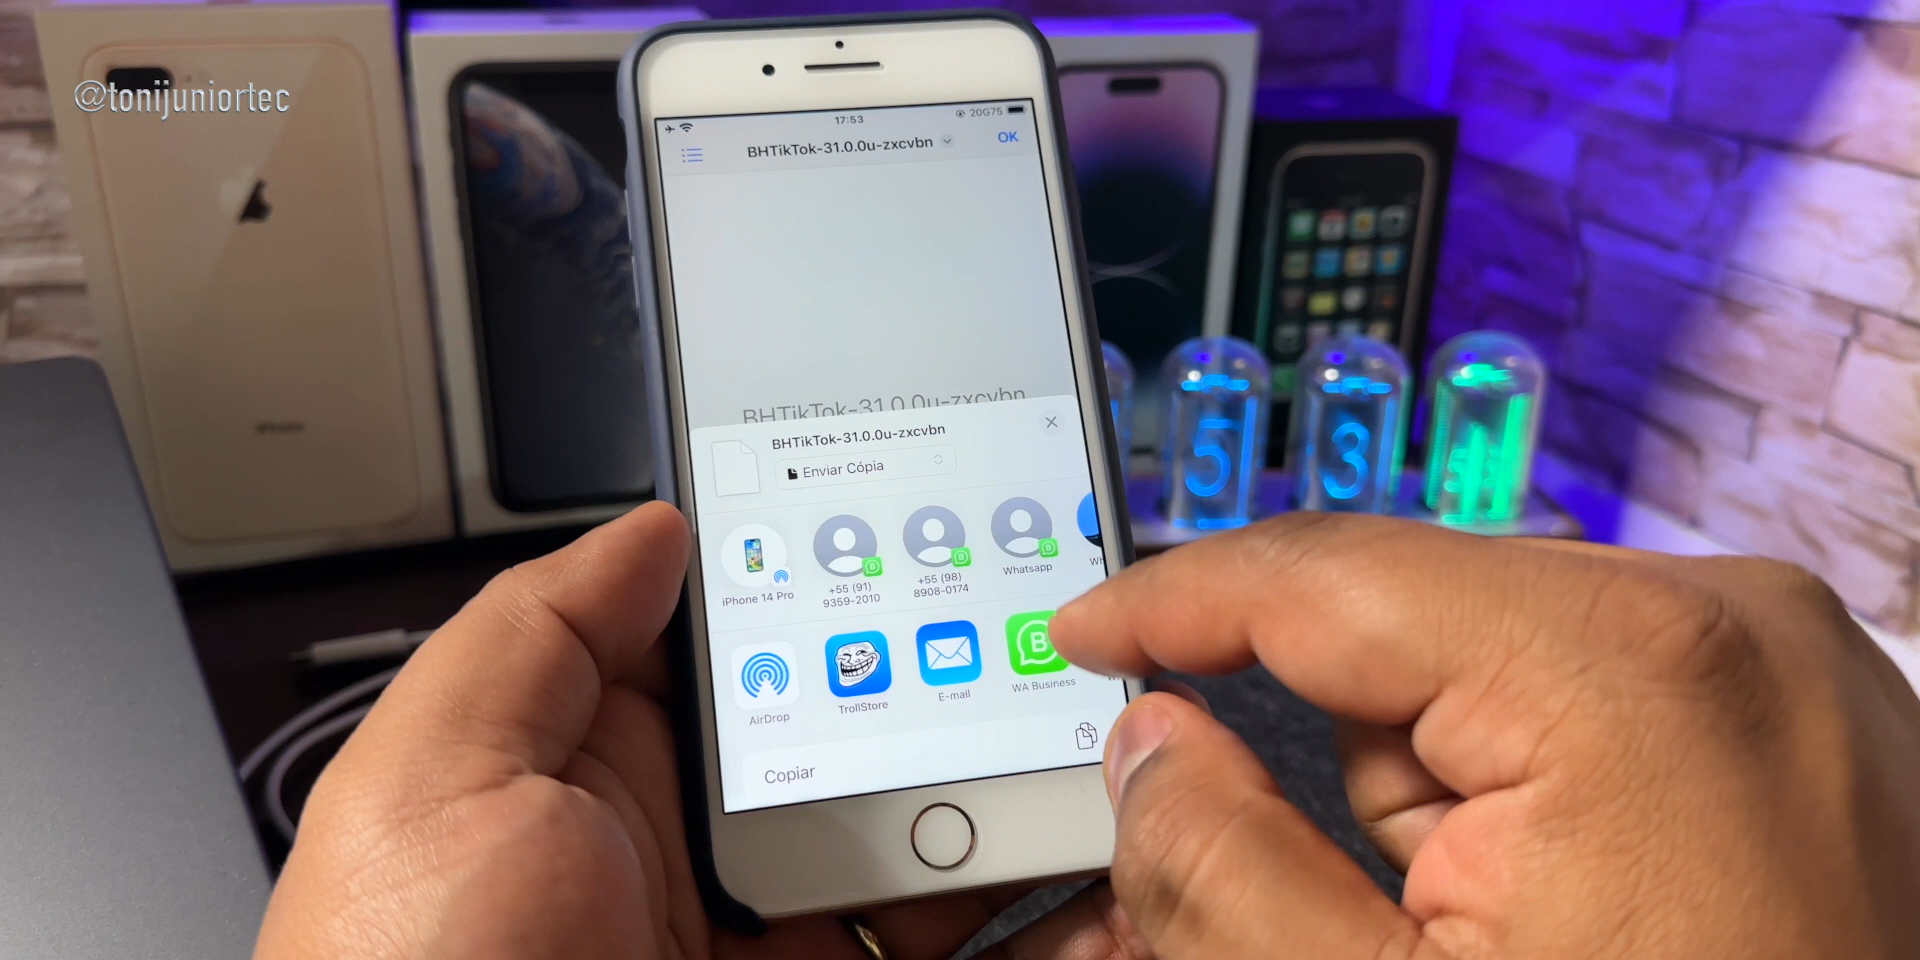 @tonijuniortec
17:53
20G75
BHTikTok-31.0.0u-zxcvbn
OK
BHTikTok-31.0.0u-zxcvbn
BHTikTok-31.0.0u-zxcvbn
Enviar Cópia
iPhone 14 Pro
+55 (91)
9359-2010
+55 (98)
8908-0174
Whatsapp
Wh
AirDrop
TrollStore
E-mail
B
WA Business
Copiar
5
3